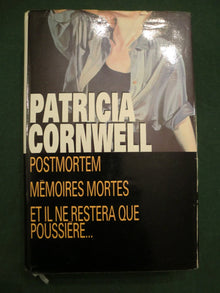 PATRICIA
CORNWELL
POSTMORTEM
MÉMOIRES MORTES
ET IL NE RESTERA QUE
POUSSIÈRE...